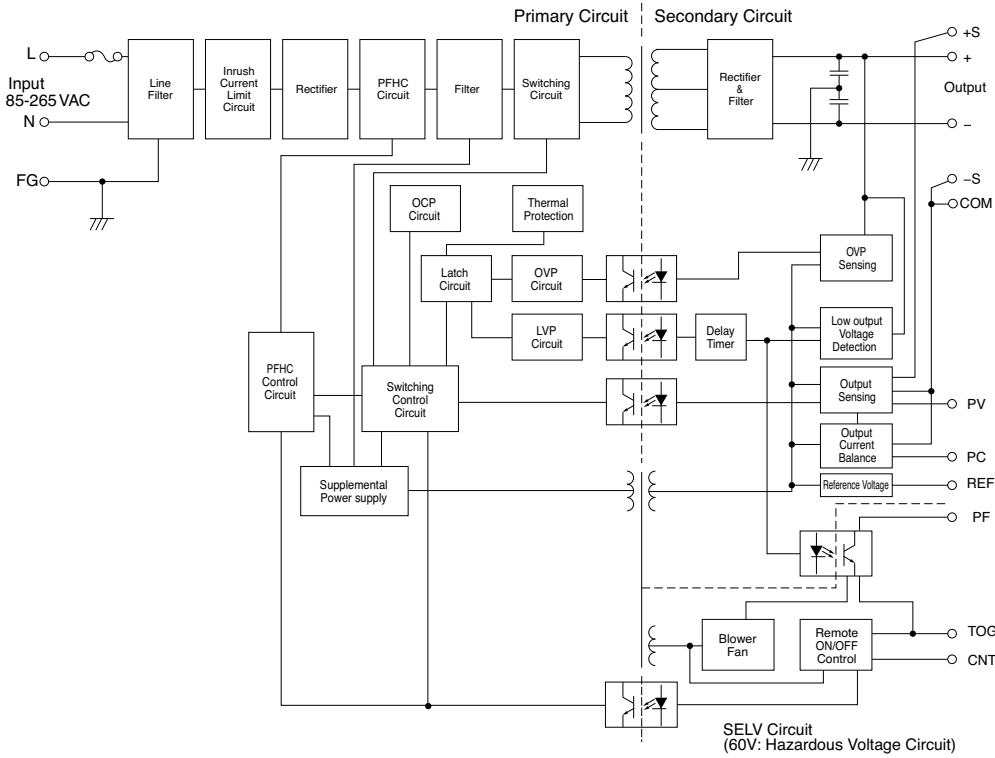 Primary Circuit
Secondary Circuit
L
Input
85-265 VAC
N
FG
Line
Filter
Inrush
Current
Limit
Circuit
Rectifier
PFHC
Circuit
Filter
Switching
Circuit
Rectifier
&
Filter
+S
+
Output
–
–S
COM
OCP
Circuit
Thermal
Protection
Latch
Circuit
OVP
Circuit
OVP
Sensing
LVP
Circuit
Delay
Timer
Low output
Voltage
Detection
PFHC
Control
Circuit
Switching
Control
Circuit
Output
Sensing
PV
Output
Current
Balance
PC
Supplemental
Power supply
Reference Voltage
REF
PF
Blower
Fan
Remote
ON/OFF
Control
TOG
CNT
SELV Circuit
(60V: Hazardous Voltage Circuit)